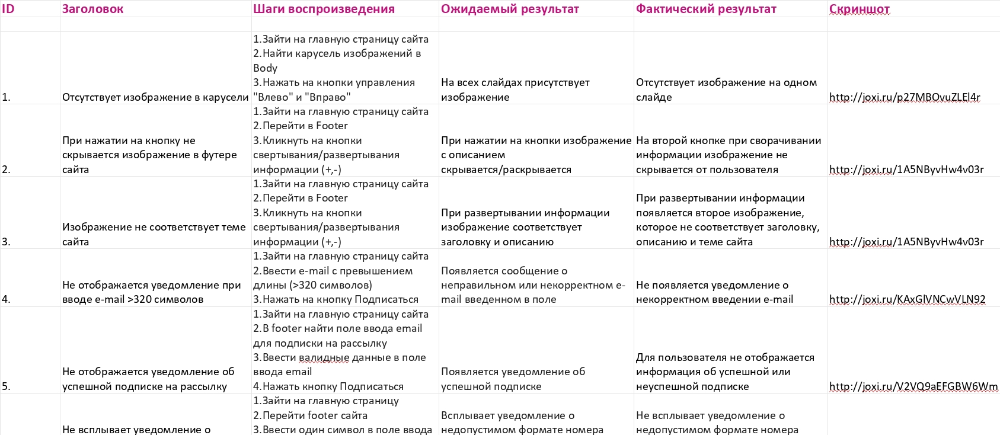 ID Заголовок Шаги воспроизведения Ожидаемый результат Фактический результат Скриншот
1.
Отсутствует изображение в карусели
1.Зайти на главную страницу сайта
2.Найти карусель изображений в
Body
3.Нажать на кнопки управления
"Влево" и "Вправо"
На всех слайдах присутствует
изображение
Отсутствует изображение на одном
слайде
http://joxi.ru/p27MBOvuZLEl4r
2.
При нажатии на кнопку не
скрывается изображение в футере
сайта
1.Зайти на главную страницу сайта
2.Перейти в Footer
3.Кликнуть на кнопки
свертывания/развертывания
информации (+,-)
При нажатии на кнопки изображение
с описанием
скрывается/раскрывается
На второй кнопке при сворачивании
информации изображение не
скрывается от пользователя
http://joxi.ru/1A5NByvHw4v03r
3.
Изображение не соответствует теме
сайта
1.Зайти на главную страницу сайта
2.Перейти в Footer
3.Кликнуть на кнопки
свертывания/развертывания
информации (+,-)
При развертывании информации
изображение соответствует
заголовку и описанию
При развертывании информации
появляется второе изображение,
которое не соответствует заголовку,
описанию и теме сайта
http://joxi.ru/1A5NByvHw4v03r
4.
Не отображается уведомление при
вводе e-mail >320 символов
1.Зайти на главную страницу сайта
2.Ввести e-mail с превышением
длины (>320 символов)
3.Нажать на кнопку Подписаться
Появляется сообщение о
неправильном или некорректном e-
mail введенном в поле
Не появляется уведомление о
некорректном введении e-mail
http://joxi.ru/KAxGlVNCwVLN92
5.
Не отображается уведомление об
успешной подписке на рассылку
1.Зайти на главную страницу сайта
2.В footer найти поле ввода email
для подписки на рассылку
3.Ввести валидные данные в поле
ввода email
4.Нажать кнопку Подписаться
Появляется уведомление об
успешной подписке
Для пользователя не отображается
информация об успешной или
неуспешной подписке
http://joxi.ru/V2VQ9aEFGBW6Wm
Не всплывает уведомление о
1.Зайти на главную страницу
2.Перейти footer сайта
3.Ввести один символ в поле ввода
Всплывает уведомление о
недопустимом формате номера
Не всплывает уведомление о
недопустимом формате номера